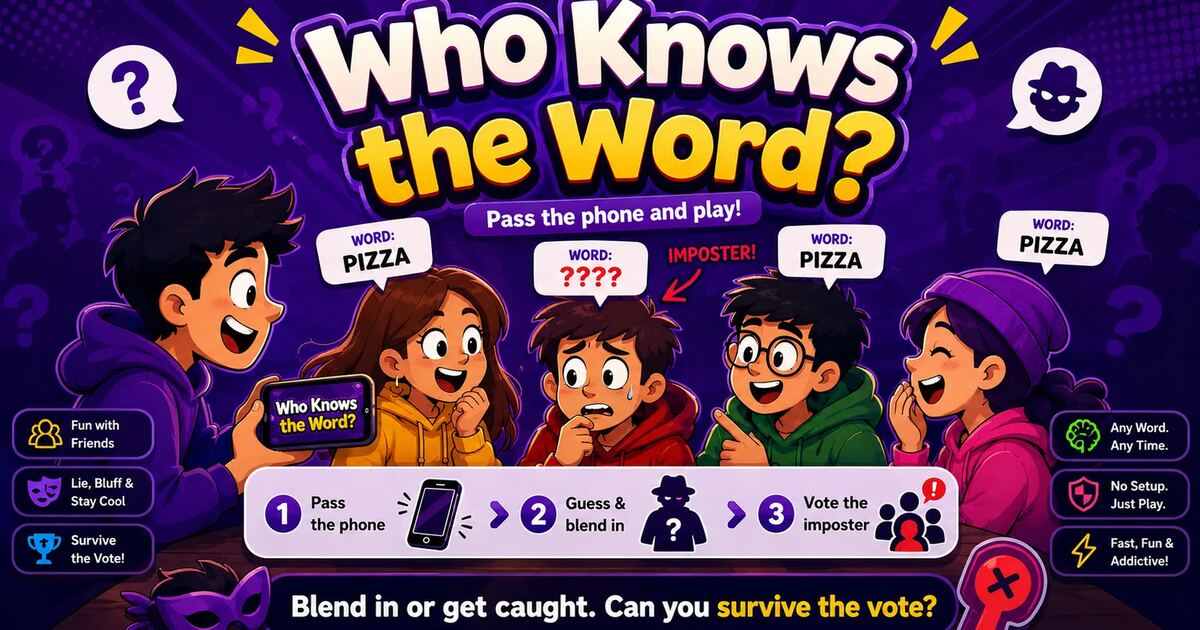 Who Knows
the Word?
Pass the phone and play!
WORD:
PIZZA
WORD:
????
IMPOSTER!
WORD:
PIZZA
WORD:
PIZZA
Who Knows
the Word?
Fun with
Friends
Lie, Bluff &
Stay Cool
Survive
the Vote!
Any Word.
Any Time.
No Setup.
Just Play.
Fast, Fun &
Addictive!
1 Pass
the phone
2 Guess &
blend in
?
3 Vote the
imposter
!
Blend in or get caught. Can you survive the vote?